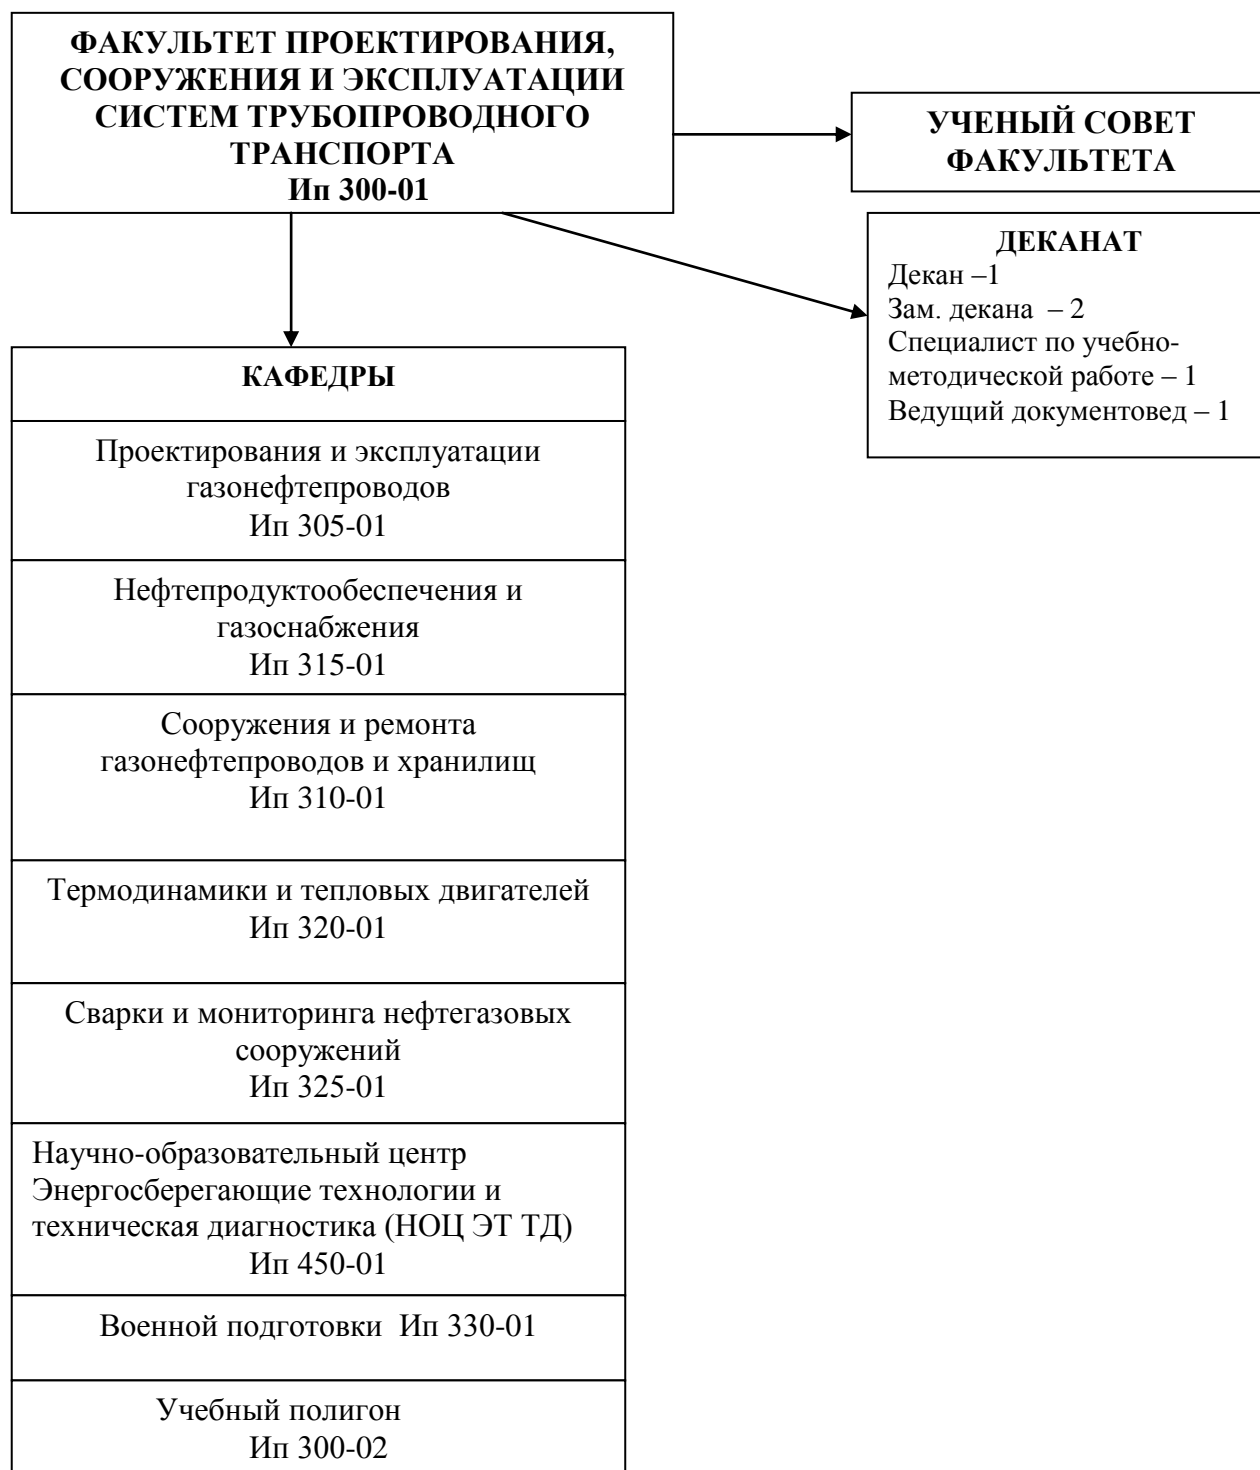 ФАКУЛЬТЕТ ПРОЕКТИРОВАНИЯ,
СООРУЖЕНИЯ И ЭКСПЛУАТАЦИИ
СИСТЕМ ТРУБОПРОВОДНОГО
ТРАНСПОРТА
Ип 300-01
УЧЕНЫЙ СОВЕТ
ФАКУЛЬТЕТА
ДЕКАНАТ
Декан –1
Зам. декана – 2
Специалист по учебно-
методической работе – 1
Ведущий документовед – 1
КАФЕДРЫ
Проектирования и эксплуатации
газонефтепроводов
Ип 305-01
Нефтепродуктообеспечения и
газоснабжения
Ип 315-01
Сооружения и ремонта
газонефтепроводов и хранилищ
Ип 310-01
Термодинамики и тепловых двигателей
Ип 320-01
Сварки и мониторинга нефтегазовых
сооружений
Ип 325-01
Научно-образовательный центр
Энергосберегающие технологии и
техническая диагностика (НОЦ ЭТ ТД)
Ип 450-01
Военной подготовки Ип 330-01
Учебный полигон
Ип 300-02